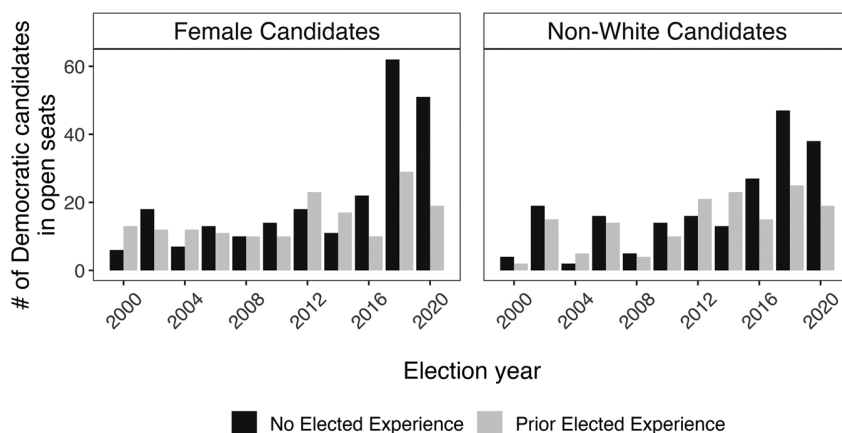 Female Candidates
Non-White Candidates
# of Democratic candidates
in open seats
60
40
20
0
2000
2004
2008
2012
2016
2020
2000
2004
2008
2012
2016
2020
Election year
No Elected Experience
Prior Elected Experience